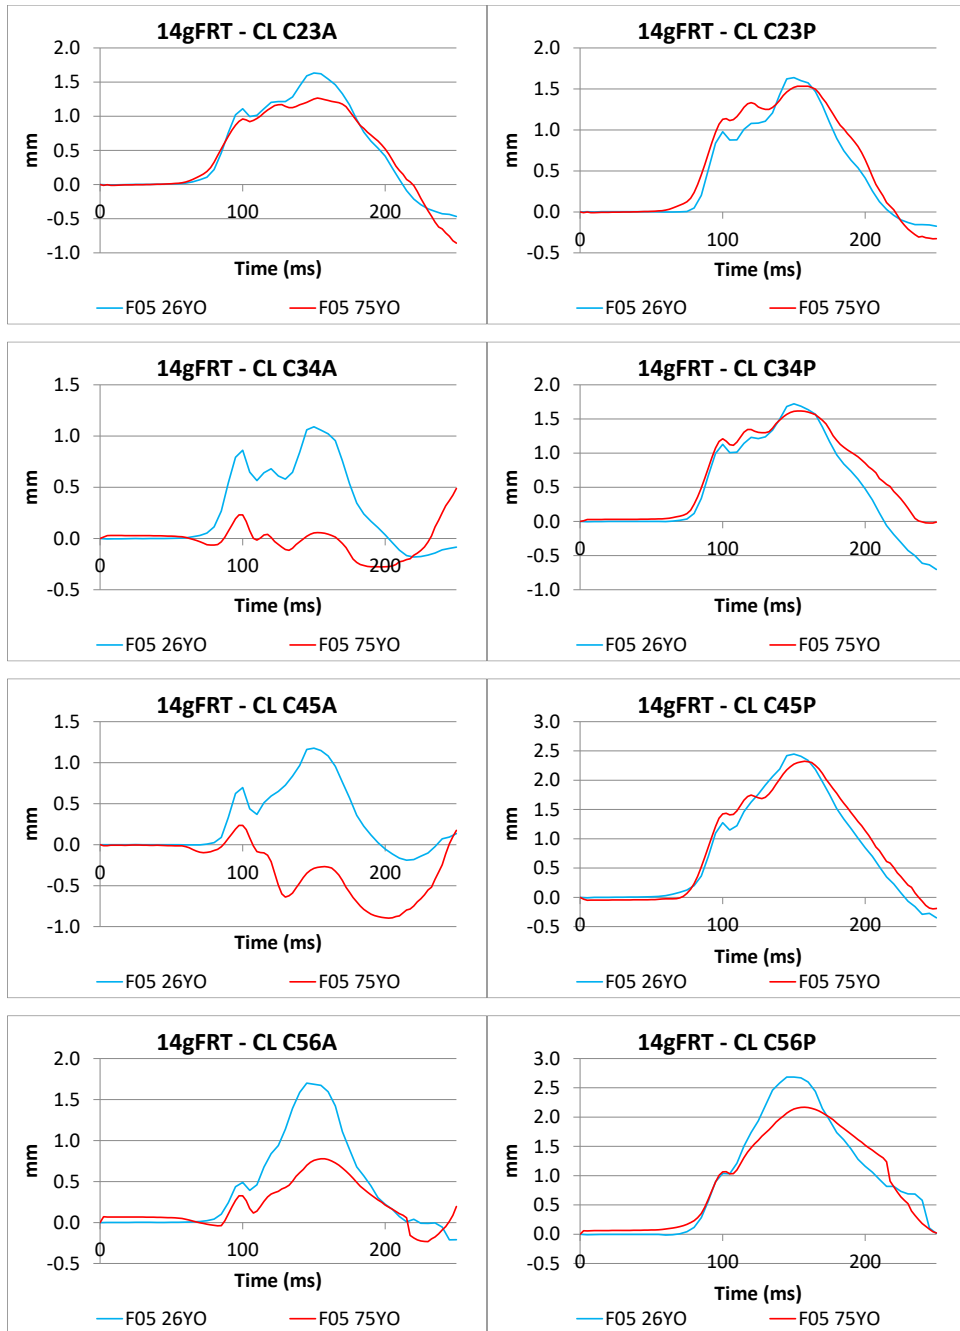 14gFRT - CL C23A
2.0
1.5
1.0
0.5
0.0
-0.5
-1.0
mm
0 100 200
Time (ms)
F05 26YO F05 75YO
14gFRT - CL C23P
2.0
1.5
1.0
0.5
0.0
-0.5
mm
0 100 200
Time (ms)
F05 26YO F05 75YO
14gFRT - CL C34A
1.5
1.0
0.5
0.0
-0.5
mm
0 100 200
Time (ms)
F05 26YO F05 75YO
14gFRT - CL C34P
2.0
1.5
1.0
0.5
0.0
-0.5
-1.0
mm
0 100 200
Time (ms)
F05 26YO F05 75YO
14gFRT - CL C45A
1.5
1.0
0.5
0.0
-0.5
-1.0
mm
0 100 200
Time (ms)
F05 26YO F05 75YO
14gFRT - CL C45P
3.0
2.5
2.0
1.5
1.0
0.5
0.0
-0.5
mm
0 100 200
Time (ms)
F05 26YO F05 75YO
14gFRT - CL C56A
2.0
1.5
1.0
0.5
0.0
-0.5
mm
0 100 200
Time (ms)
F05 26YO F05 75YO
14gFRT - CL C56P
3.0
2.5
2.0
1.5
1.0
0.5
0.0
-0.5
mm
0 100 200
Time (ms)
F05 26YO F05 75YO